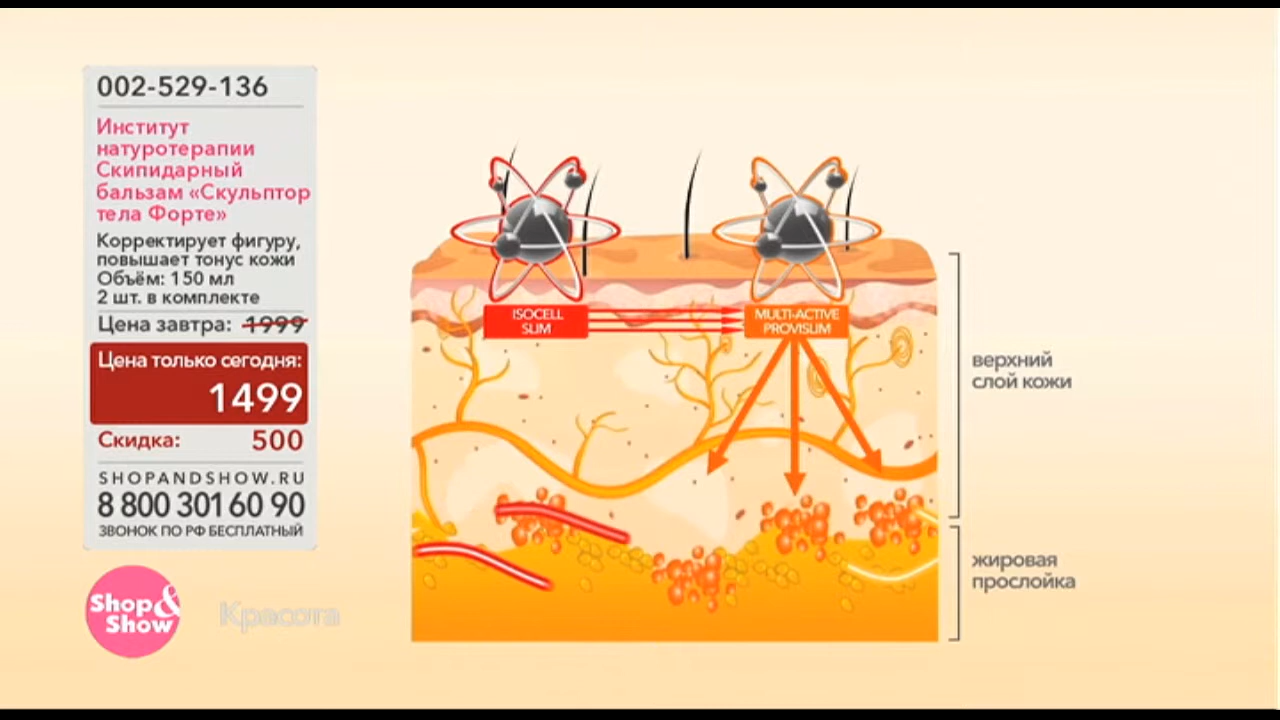 002-529-136
Институт
натуротерапии
Скипидарный
бальзам «Скульптор
тела Форте»
Корректирует фигуру,
повышает тонус кожи
Объём: 150 мл
2 шт. в комплекте
Цена завтра: 1999
Цена только сегодня:
1499
Скидка: 500
SHOPANDSHOW.RU
8 800 301 60 90
ЗВОНОК ПО РФ БЕСПЛАТНЫЙ
Shop&
Show
Красота
ISOCELL
SLIM
MULTI-ACTIVE
PROVISLIM
верхний
слой кожи
жировая
прослойка